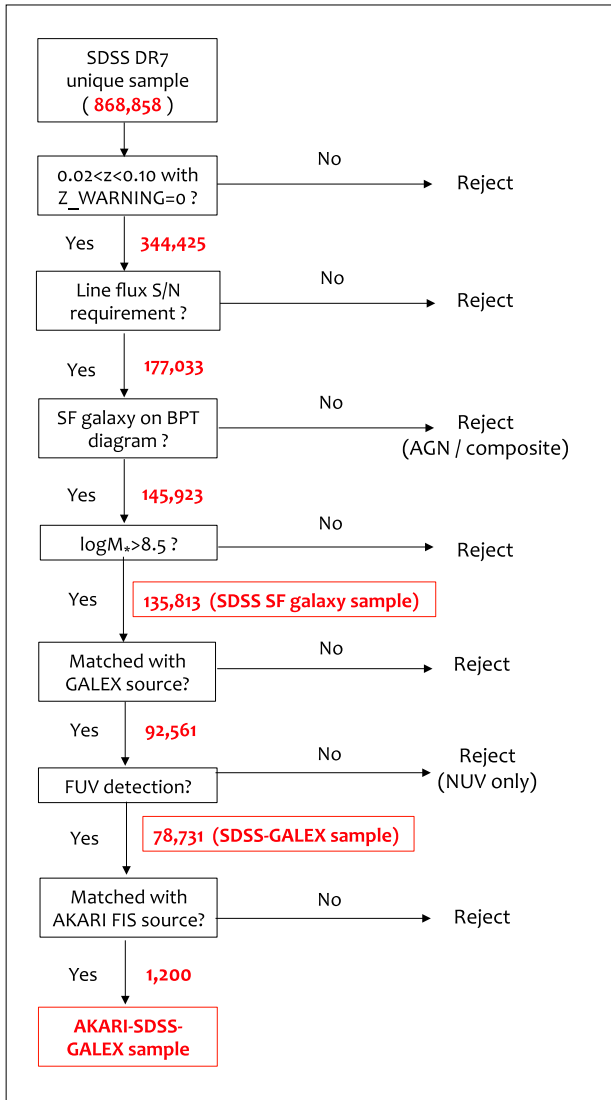 SDSS DR7
unique sample
( 868,858 )
0.02<z<0.10 with
Z_WARNING=0 ?
No
Reject
Yes
344,425
Line flux S/N
requirement ?
No
Reject
Yes
177,033
SF galaxy on BPT
diagram ?
No
Reject
(AGN / composite)
Yes
145,923
logM*>8.5 ?
No
Reject
Yes
135,813 (SDSS SF galaxy sample)
Matched with
GALEX source?
No
Reject
Yes
92,561
FUV detection?
No
Reject
(NUV only)
Yes
78,731 (SDSS-GALEX sample)
Matched with
AKARI FIS source?
No
Reject
Yes
1,200
AKARI-SDSS-
GALEX sample